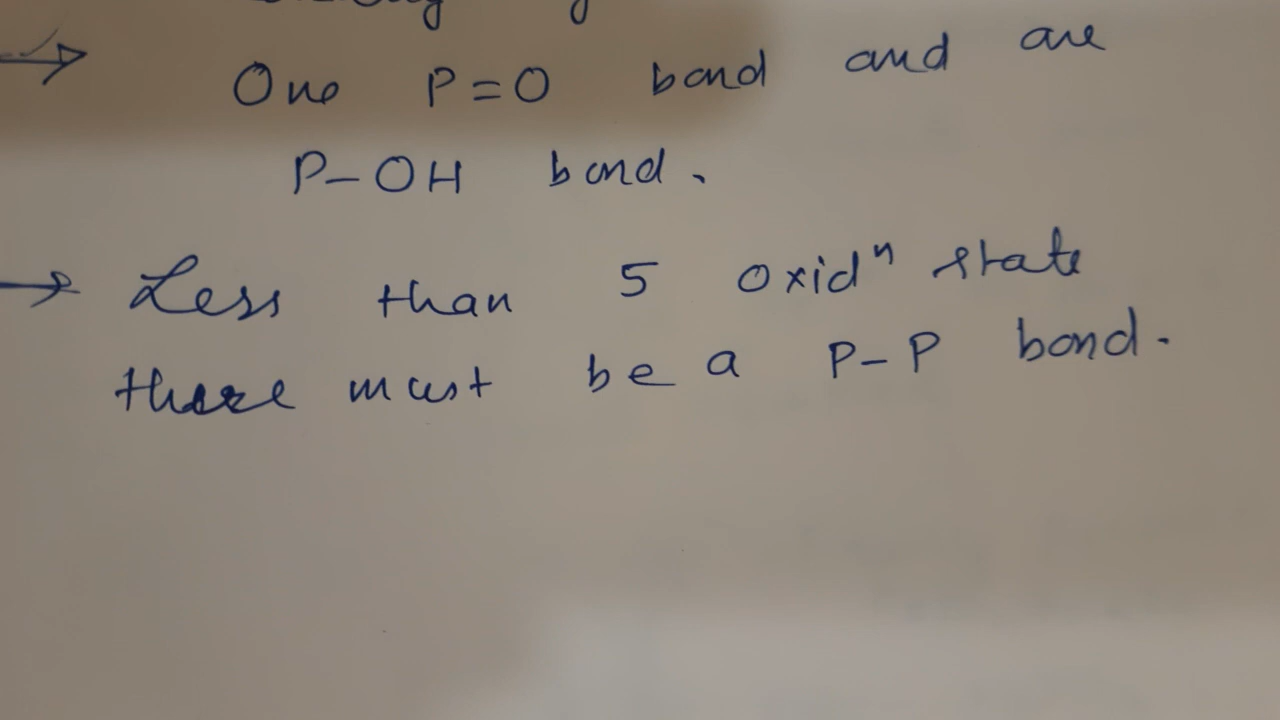 ⇒ One P=O bond and one
P-OH bond.
→ Less than 5 oxidⁿ state
there must be a P-P bond.